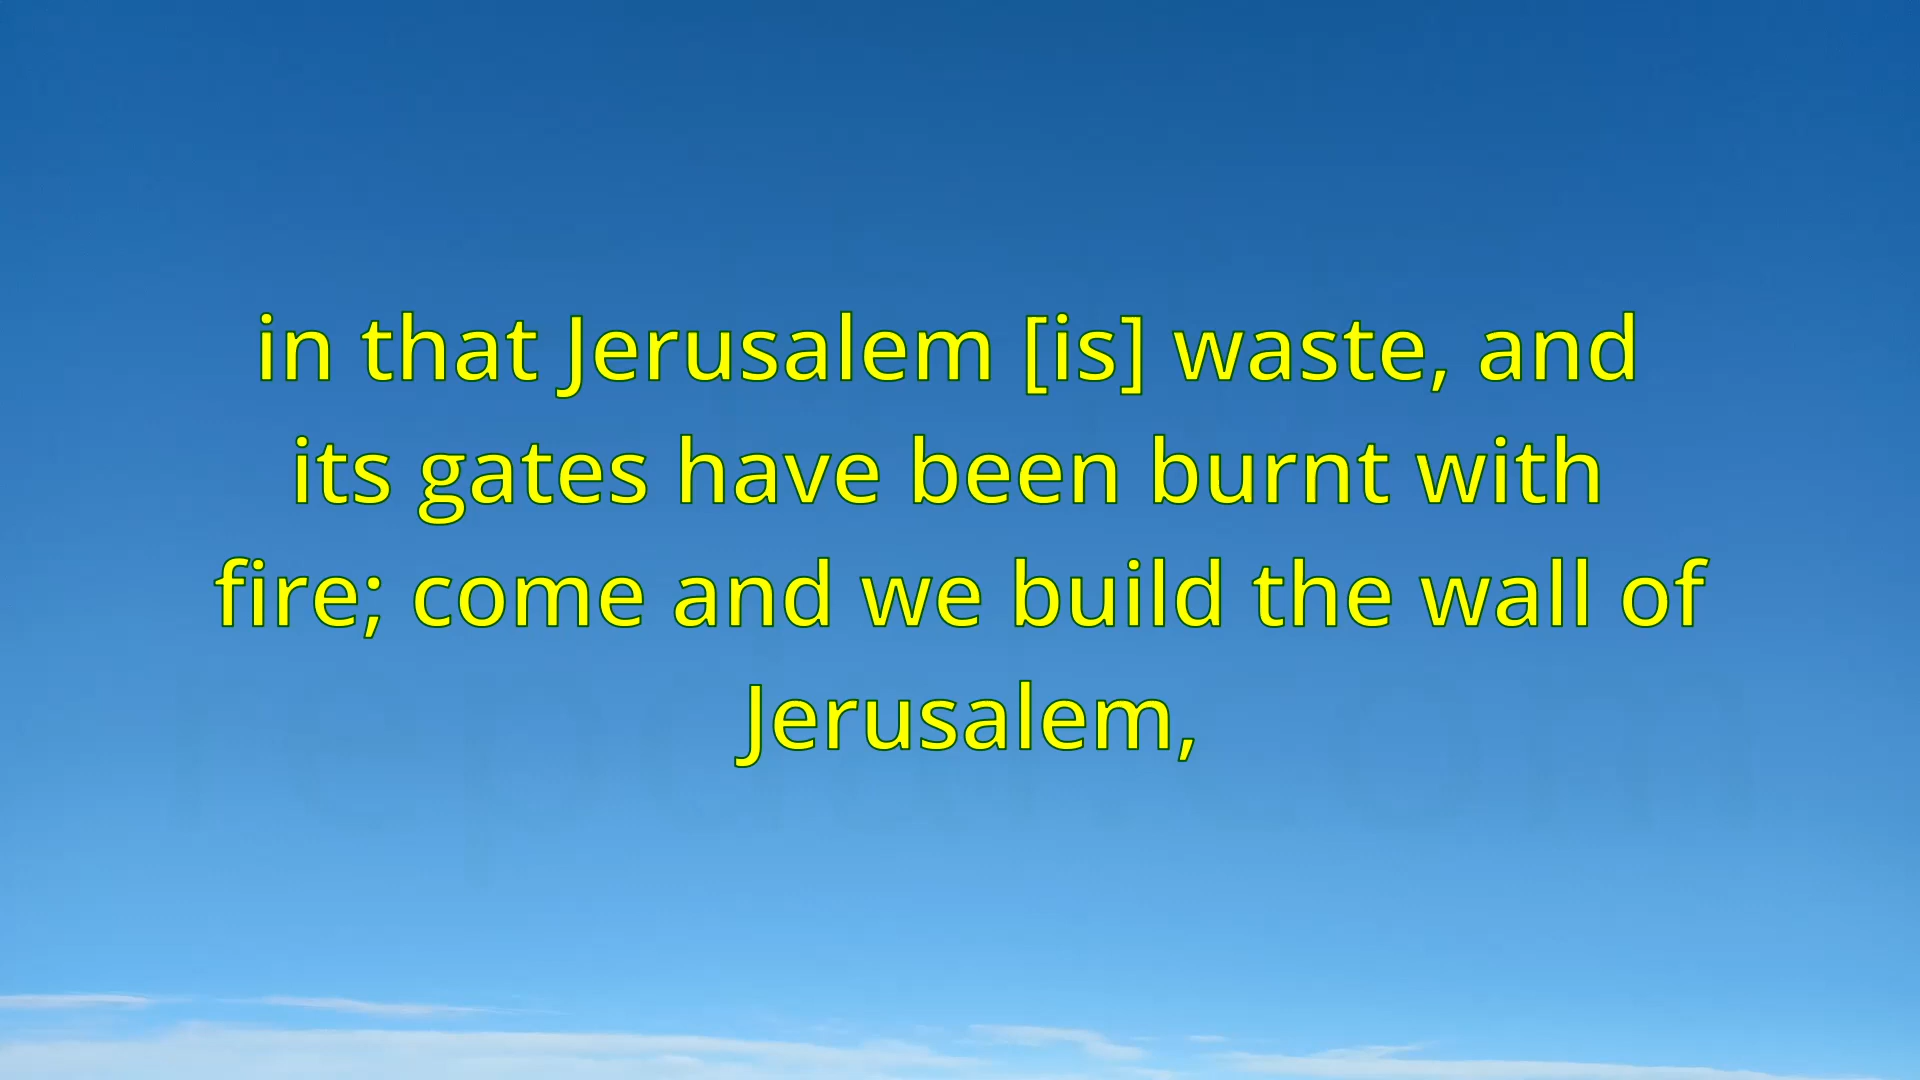 in that Jerusalem [is] waste, and
its gates have been burnt with
fire; come and we build the wall of
Jerusalem,